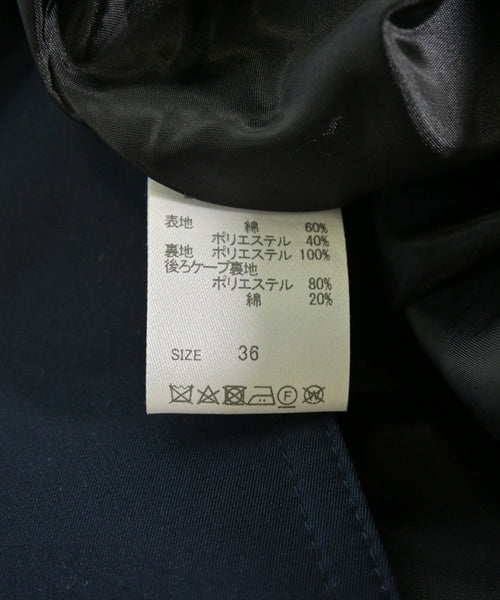 表地 綿 60%
ポリエステル 40%
裏地 ポリエステル 100%
後ろケープ裏地
ポリエステル 80%
綿 20%
SIZE 36
F W